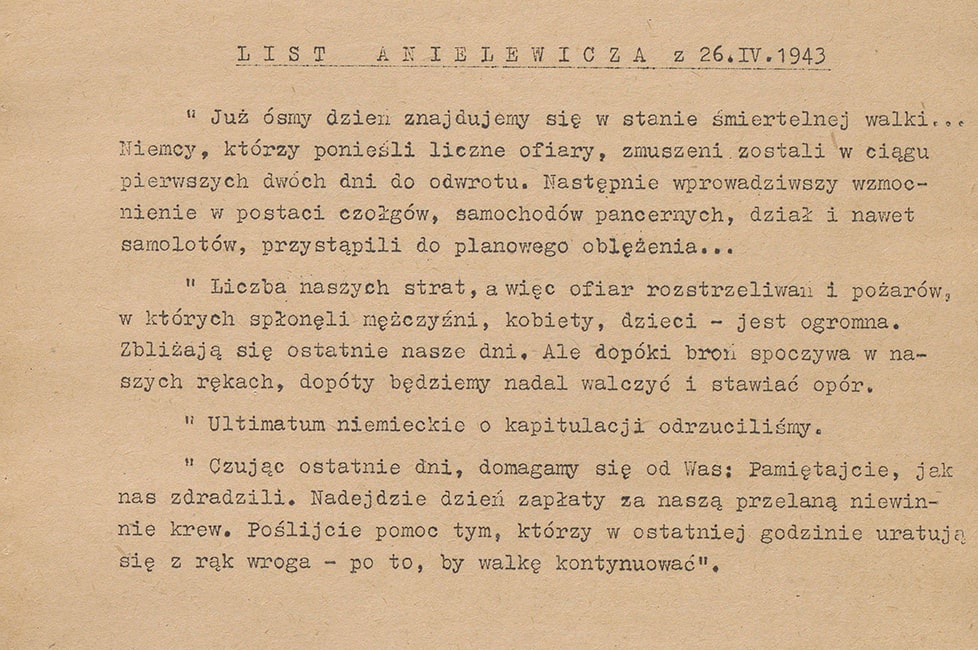 LIST ANIELEWICZA z 26.IV.1943
" Już ósmy dzień znajdujemy się w stanie śmiertelnej walki...
Niemcy, którzy ponieśli liczne ofiary, zmuszeni zostali w ciągu
pierwszych dwóch dni do odwrotu. Następnie wprowadziwszy wzmoc-
nienie w postaci czołgów, samochodów pancernych, dział i nawet
samolotów, przystąpili do planowego oblężenia...
" Liczba naszych strat, a więc ofiar rozstrzeliwań i pożarów,
w których spłonęli mężczyźni, kobiety, dzieci - jest ogromna.
Zbliżają się ostatnie nasze dni. Ale dopóki broń spoczywa w na-
szych rękach, dopóty będziemy nadal walczyć i stawiać opór.
" Ultimatum niemieckie o kapitulacji odrzuciliśmy.
" Czując ostatnie dni, domagamy się od Was: Pamiętajcie, jak
nas zdradzili. Nadejdzie dzień zapłaty za naszą przelaną niewin-
nie krew. Poślijcie pomoc tym, którzy w ostatniej godzinie uratują
się z rąk wroga - po to, by walkę kontynuować".